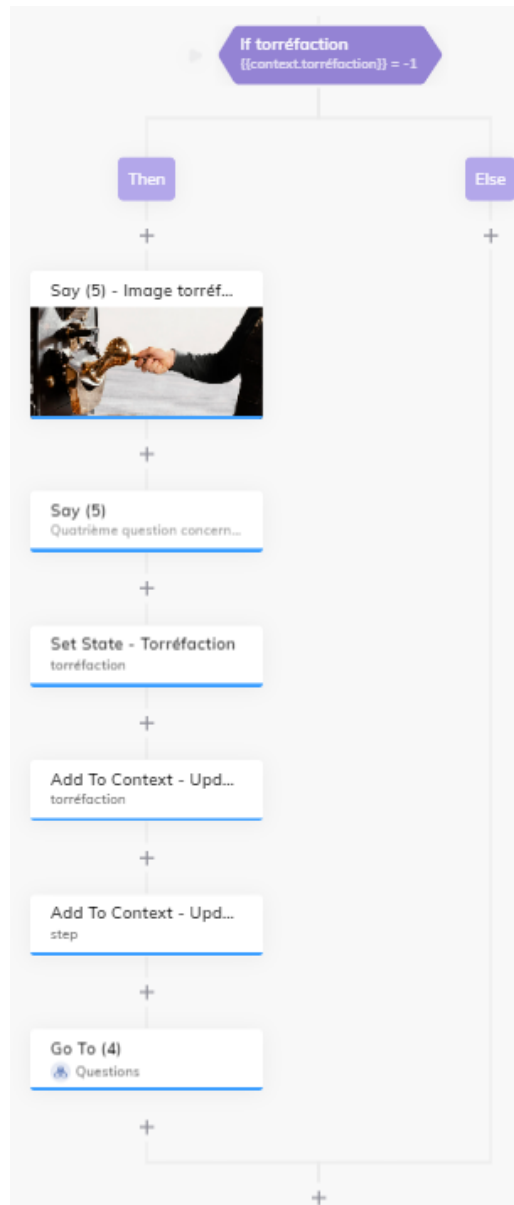 If torréfaction
{{context.torréfaction}} = -1
Then
Else
Say (5) - Image torréf...
Say (5)
Quatrième question concern...
Set State - Torréfaction
torréfaction
Add To Context - Upd...
torréfaction
Add To Context - Upd...
step
Go To (4)
Questions